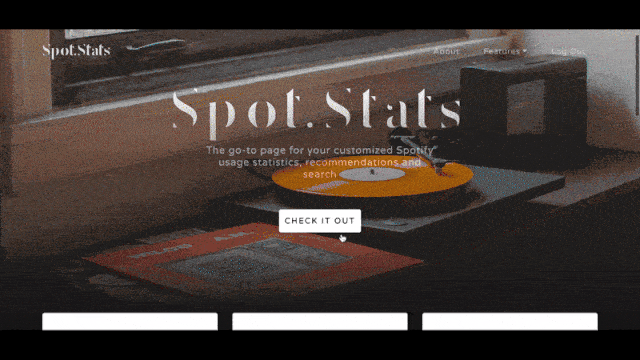 Spot.Stats
About
Features
Log Out
Spot.Stats
The go-to page for your customized Spotify
usage statistics, recommendations and
search
CHECK IT OUT